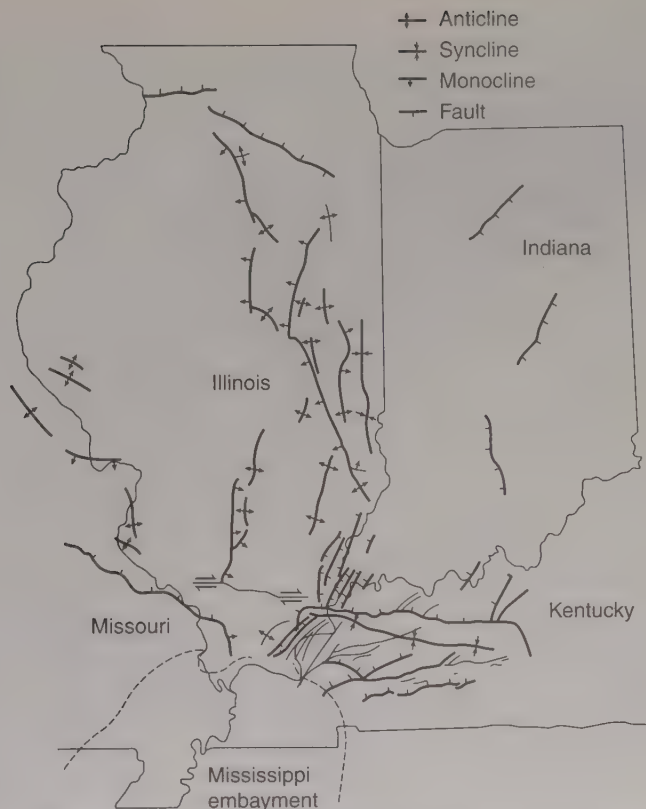 Anticline
Syncline
Monocline
Fault
Indiana
Illinois
Missouri
Kentucky
Mississippi
embayment